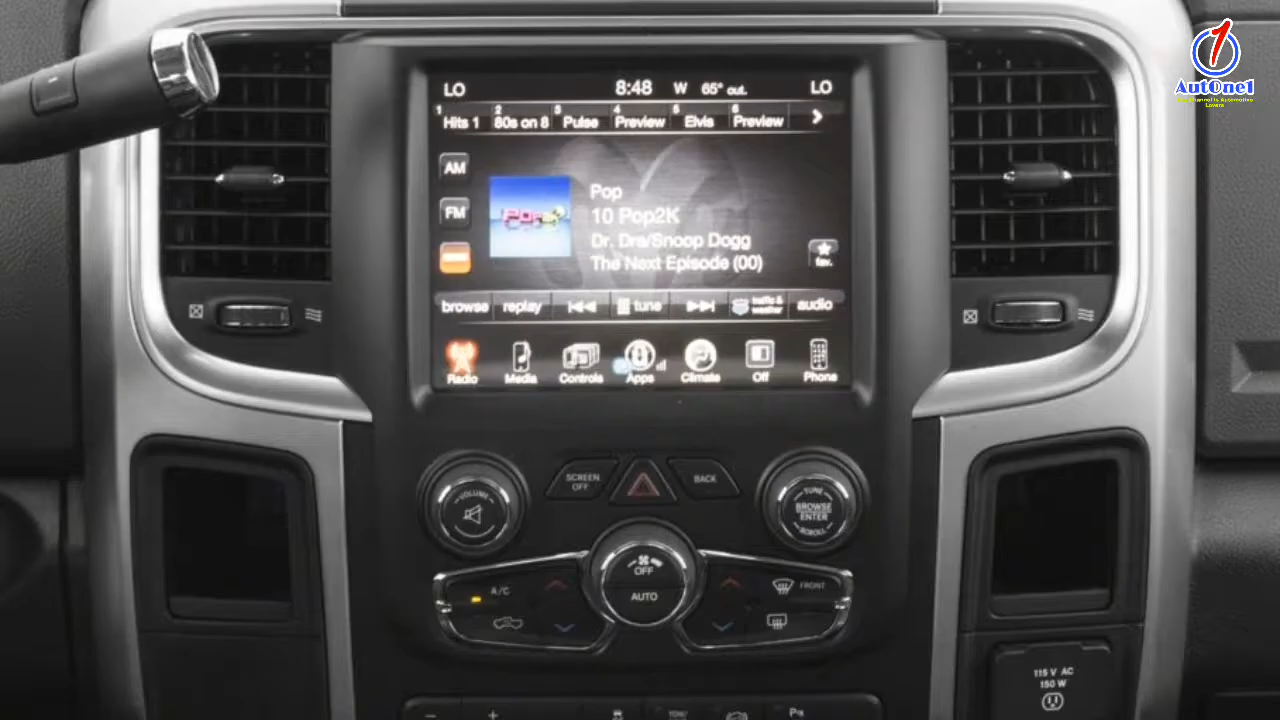 1
AutOne1
LO 8:48 W 65° out. LO
1 Hits 1 2 80s on 8 3 Pulse 4 Preview 5 Elvis 6 Preview
AM
FM
Pop
10 Pop2K
Dr. Dre/Snoop Dogg
The Next Episode (00)
fav.
browse replay tune traffic & weather audio
Radio Media Controls Apps Climate Off Phone
VOLUME
SCREEN OFF
BACK
TUNE
BROWSE
ENTER
SCROLL
OFF
AUTO
A/C
FRONT
115 V AC
150 W